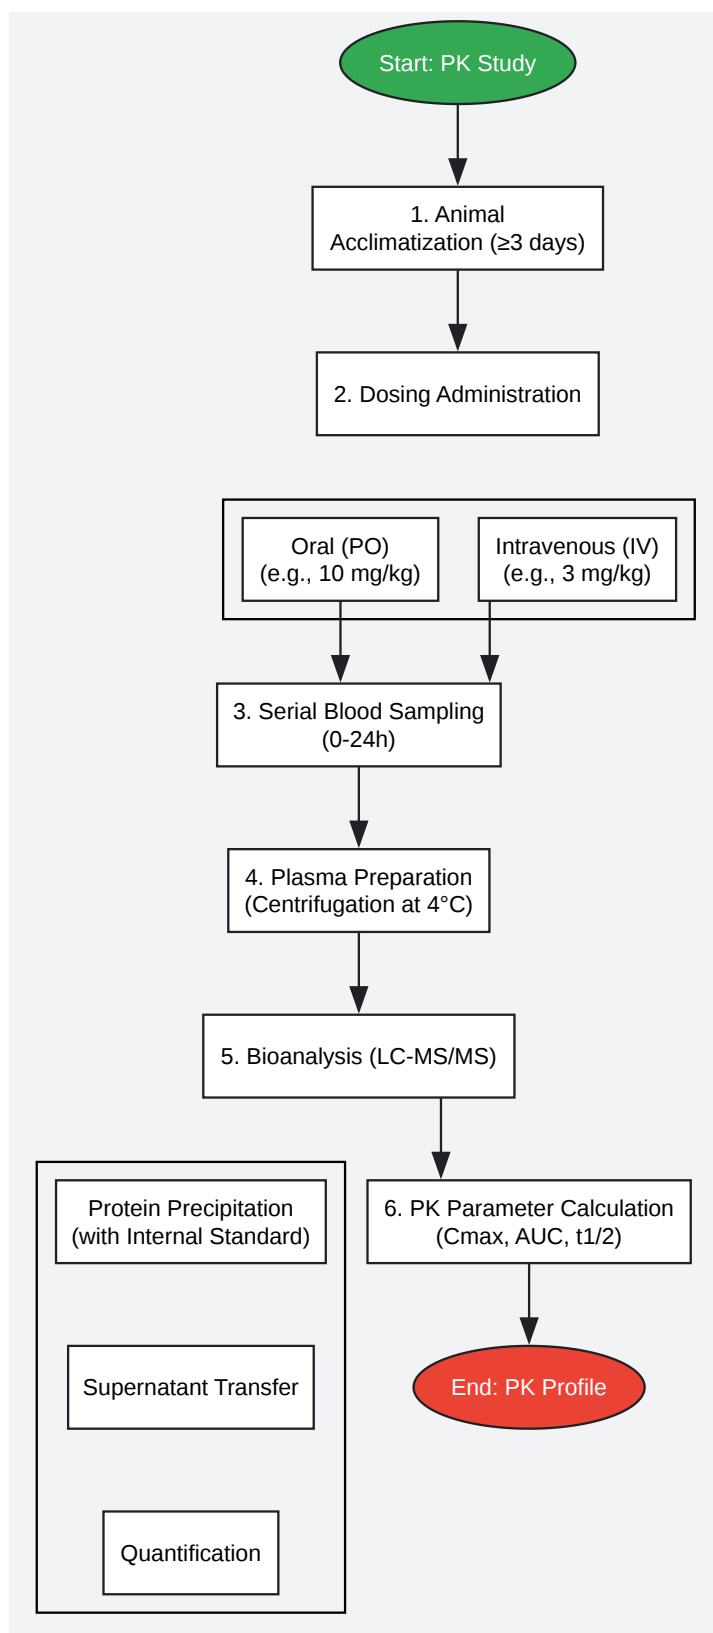 Start: PK Study
1. Animal
Acclimatization (≥3 days)
2. Dosing Administration
Oral (PO)
(e.g., 10 mg/kg)
Intravenous (IV)
(e.g., 3 mg/kg)
3. Serial Blood Sampling
(0-24h)
4. Plasma Preparation
(Centrifugation at 4°C)
5. Bioanalysis (LC-MS/MS)
Protein Precipitation
(with Internal Standard)
6. PK Parameter Calculation
(Cmax, AUC, t1/2)
Supernatant Transfer
End: PK Profile
Quantification